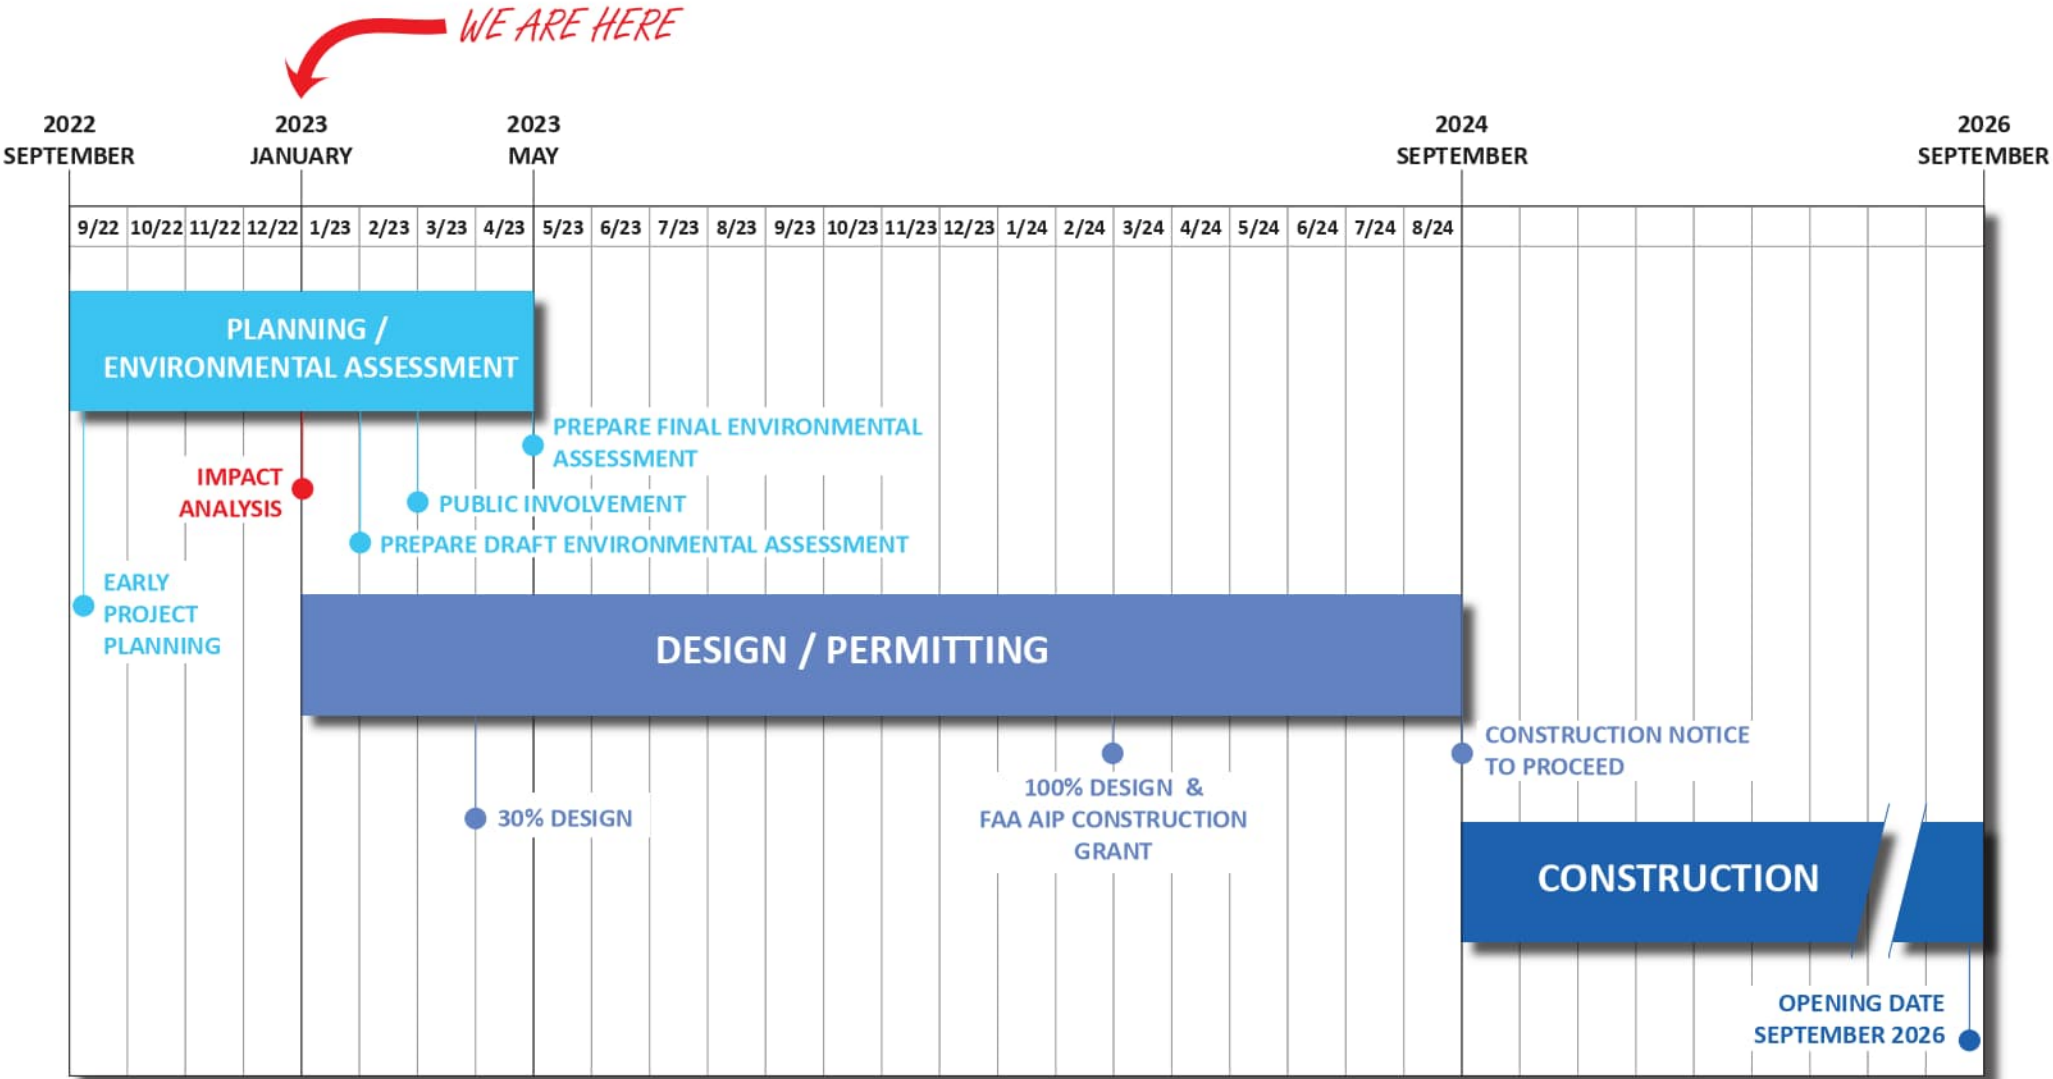 WE ARE HERE
2022
SEPTEMBER
2023
JANUARY
2023
MAY
2024
SEPTEMBER
2026
SEPTEMBER
9/22 10/22 11/22 12/22 1/23 2/23 3/23 4/23 5/23 6/23 7/23 8/23 9/23 10/23 11/23 12/23 1/24 2/24 3/24 4/24 5/24 6/24 7/24 8/24
PLANNING /
ENVIRONMENTAL ASSESSMENT
PREPARE FINAL ENVIRONMENTAL
ASSESSMENT
IMPACT
ANALYSIS
PUBLIC INVOLVEMENT
PREPARE DRAFT ENVIRONMENTAL ASSESSMENT
EARLY
PROJECT
PLANNING
DESIGN / PERMITTING
CONSTRUCTION NOTICE
TO PROCEED
100% DESIGN &
FAA AIP CONSTRUCTION
GRANT
30% DESIGN
CONSTRUCTION
OPENING DATE
SEPTEMBER 2026